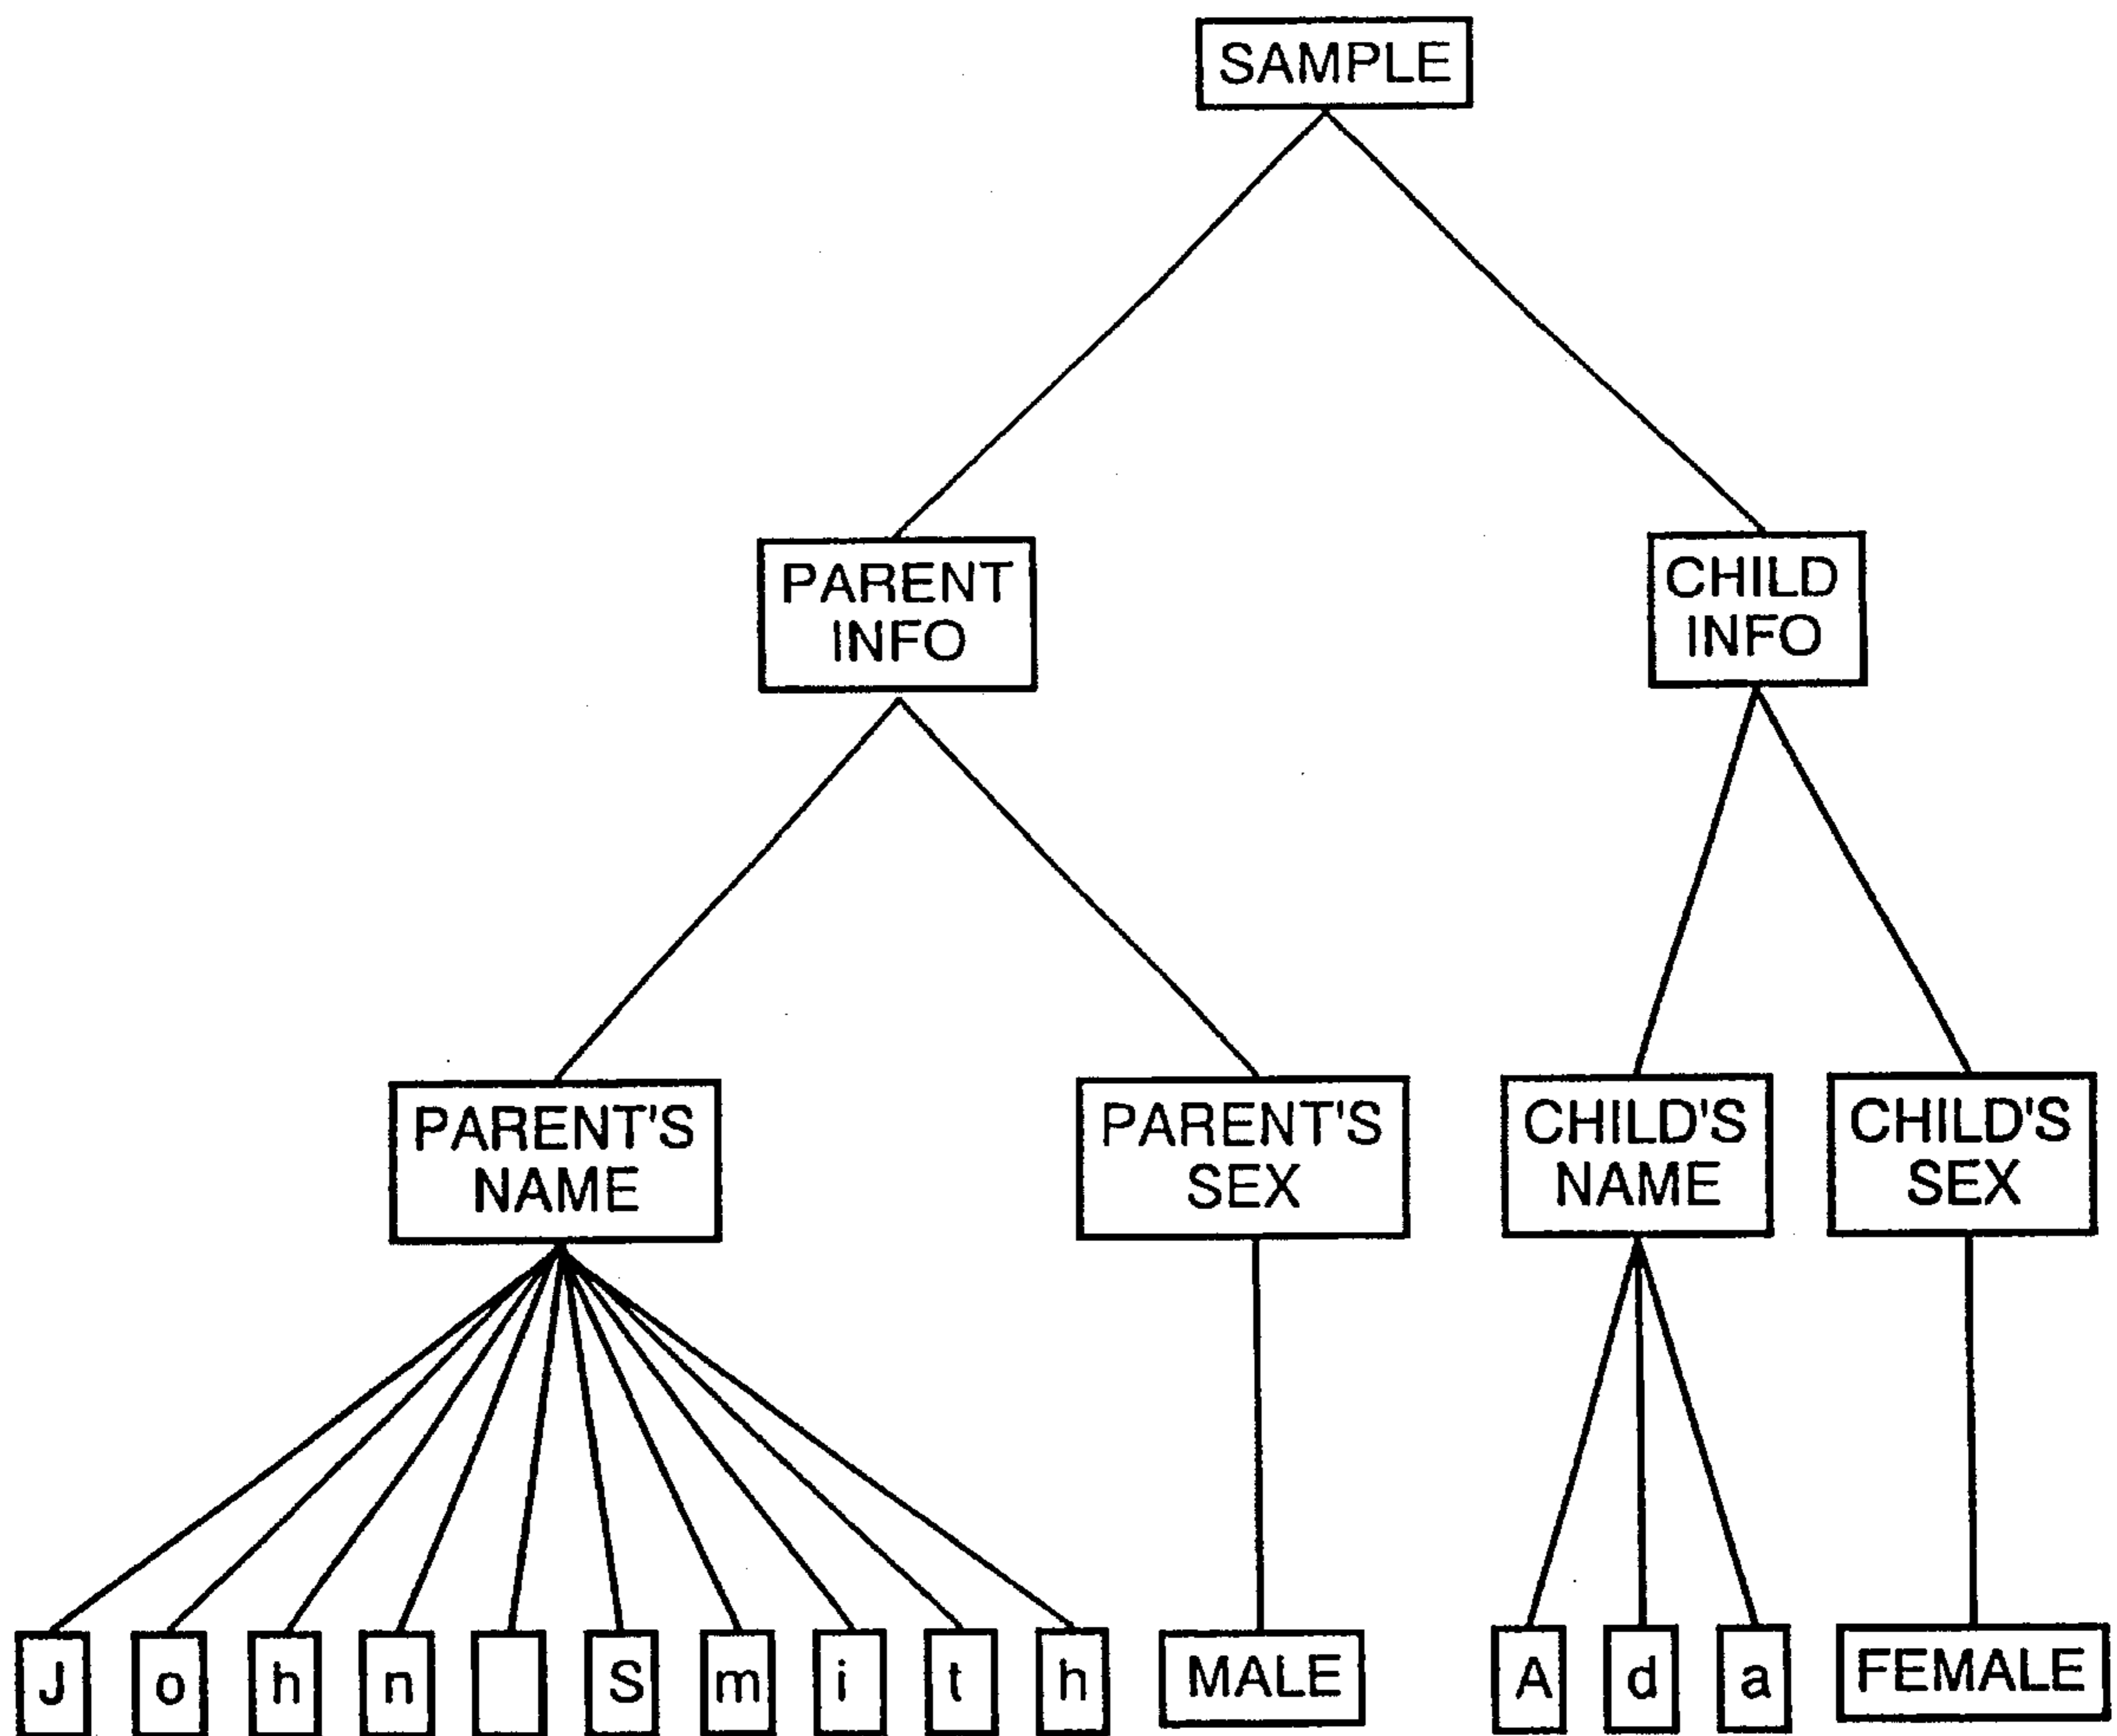 SAMPLE
PARENT
INFO
CHILD
INFO
PARENT'S
NAME
PARENT'S
SEX
CHILD'S
NAME
CHILD'S
SEX
J o h n S m i t h MALE A d a FEMALE